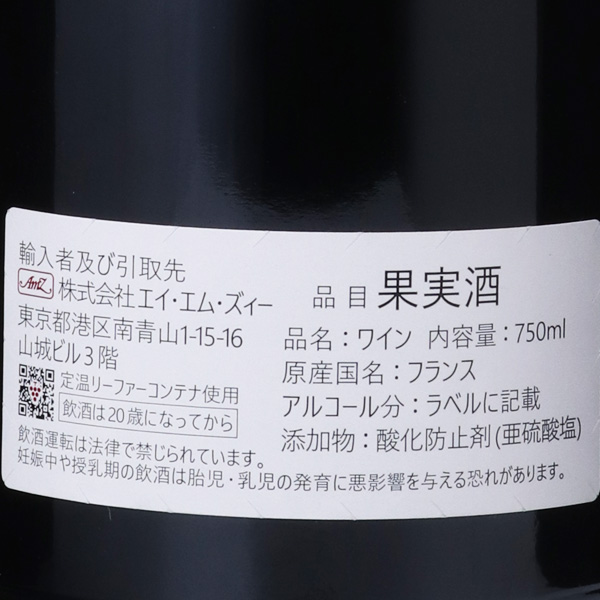 輸入者及び引取先
AmZ 株式会社エイ・エム・ズィー
東京都港区南青山1-15-16
山城ビル3階
定温リーファーコンテナ使用
飲酒は20歳になってから
飲酒運転は法律で禁じられています。
妊娠中や授乳期の飲酒は胎児・乳児の発育に悪影響を与える恐れがあります。
品目 果実酒
品名：ワイン 内容量：750ml
原産国名：フランス
アルコール分：ラベルに記載
添加物：酸化防止剤(亜硫酸塩)